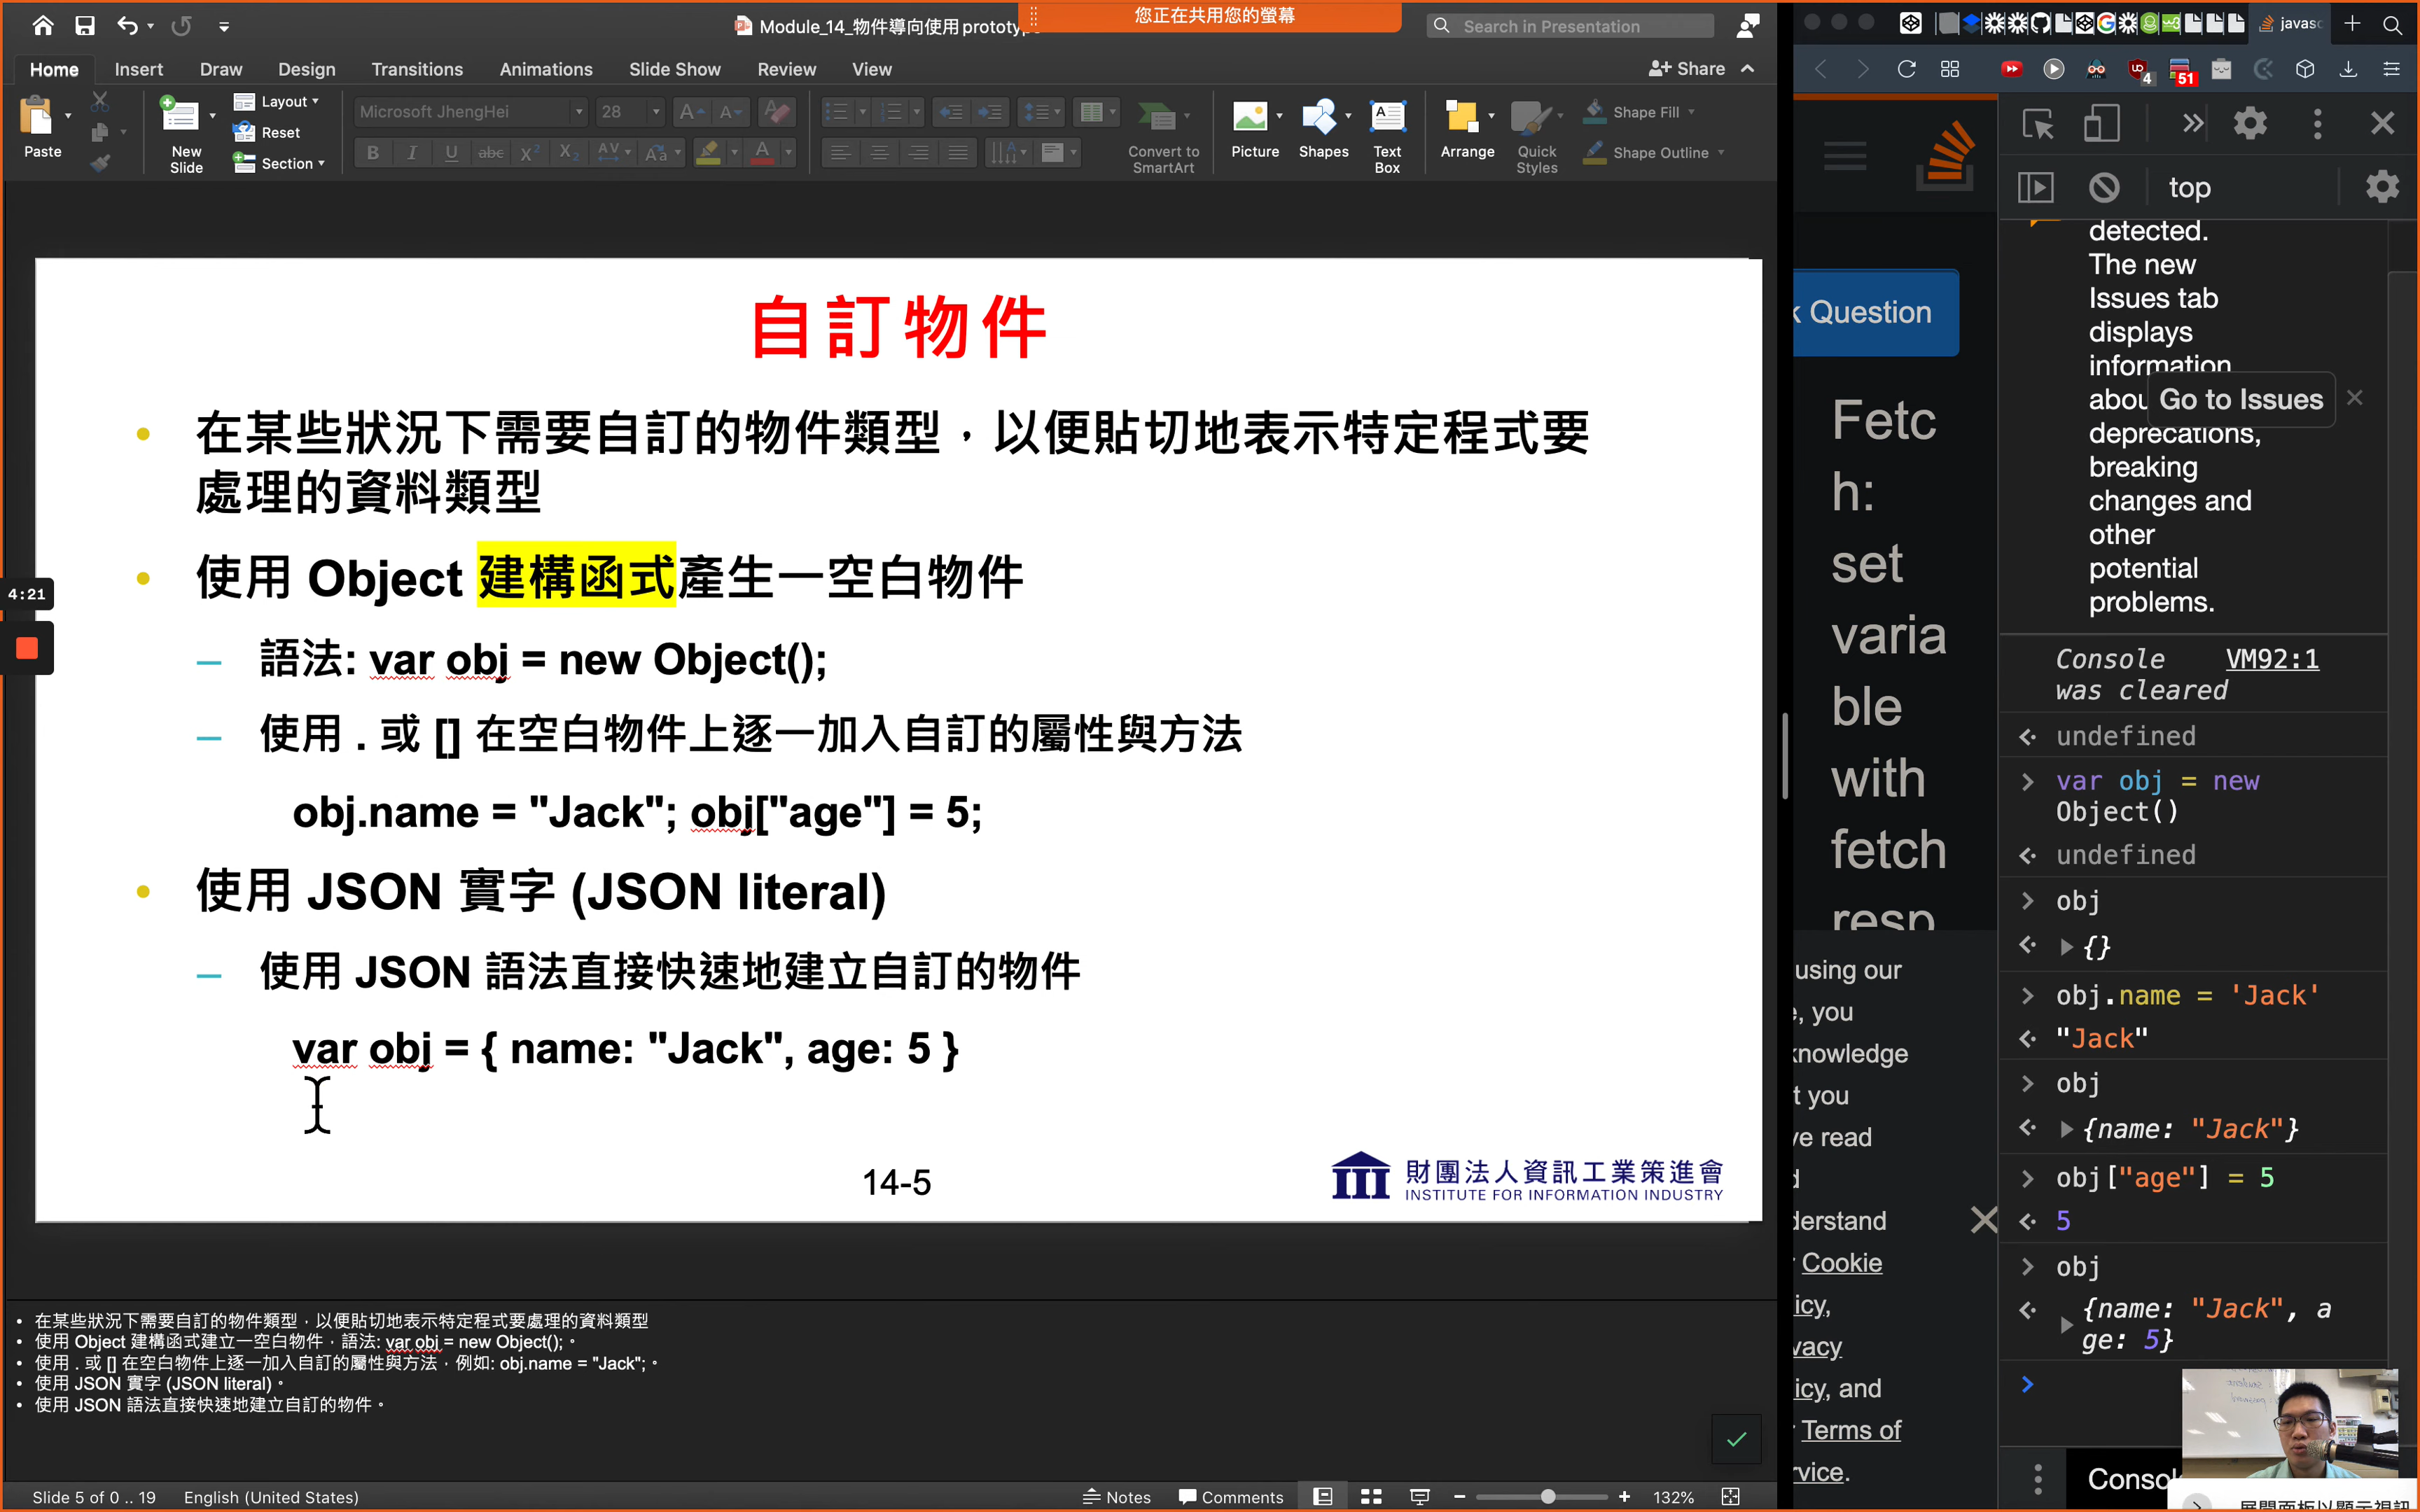 Module_14_物件導向使用 prototyp
您正在共用您的螢幕
Search in Presentation
Home Insert Draw Design Transitions Animations Slide Show Review View
Share
Paste
New Slide
Layout
Reset
Section
Microsoft JhengHei
28
Convert to SmartArt
Picture
Shapes
Text Box
Arrange
Quick Styles
Shape Fill
Shape Outline
自訂物件
• 在某些狀況下需要自訂的物件類型，以便貼切地表示特定程式要
處理的資料類型
• 使用 Object 建構函式產生一空白物件
– 語法: var obj = new Object();
– 使用 . 或 [] 在空白物件上逐一加入自訂的屬性與方法
obj.name = "Jack"; obj["age"] = 5;
• 使用 JSON 實字 (JSON literal)
– 使用 JSON 語法直接快速地建立自訂的物件
var obj = { name: "Jack", age: 5 }
14-5
財團法人資訊工業策進會
INSTITUTE FOR INFORMATION INDUSTRY
4:21
• 在某些狀況下需要自訂的物件類型，以便貼切地表示特定程式要處理的資料類型
• 使用 Object 建構函式建立一空白物件，語法: var obj = new Object();。
• 使用 . 或 [] 在空白物件上逐一加入自訂的屬性與方法，例如: obj.name = "Jack";。
• 使用 JSON 實字 (JSON literal)。
• 使用 JSON 語法直接快速地建立自訂的物件。
Slide 5 of 0 .. 19
English (United States)
Notes
Comments
132%
javasc
4
51
k Question
Fetc
h:
set
varia
ble
with
fetch
resp
using our
e, you
knowledge
t you
ve read
d
derstand
r Cookie
icy,
vacy
icy, and
r Terms of
rvice.
top
detected.
The new
Issues tab
displays
information
abou
Go to Issues
deprecations,
breaking
changes and
other
potential
problems.
Console was cleared
VM92:1
undefined
var obj = new
Object()
undefined
obj
{}
obj.name = 'Jack'
"Jack"
obj
{name: "Jack"}
obj["age"] = 5
5
obj
{name: "Jack", a
ge: 5}
Consol